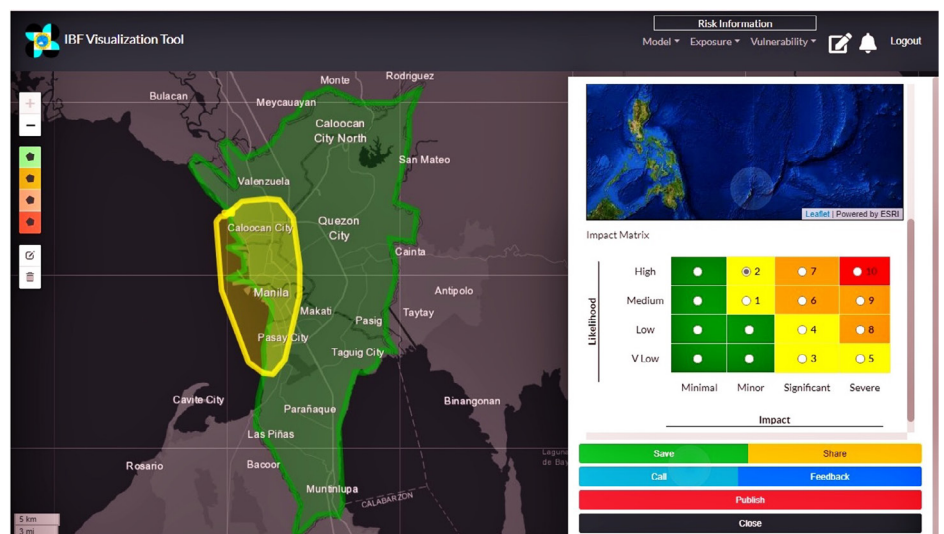 IBF Visualization Tool
Risk Information
Model Exposure Vulnerability
Logout
+
−
Monte
Rodriguez
Bulacan
Meycauayan
Caloocan
City North
San Mateo
Valenzuela
Quezon
City
Caloocan City
Cainta
Manila
Antipolo
Makati
Taytay
Pasig
Pasay City
Taguig City
Cavite City
Parañaque
Binangonan
Las Piñas
Laguna
de Bay
Rosario
Bacoor
Muntinlupa
CALABARZON
5 km
3 mi
Leaflet | Powered by ESRI
Impact Matrix
Likelihood
High 2 7 10
Medium 1 6 9
Low 4 8
V Low 3 5
Minimal Minor Significant Severe
Impact
Save Share
Call Feedback
Publish
Close